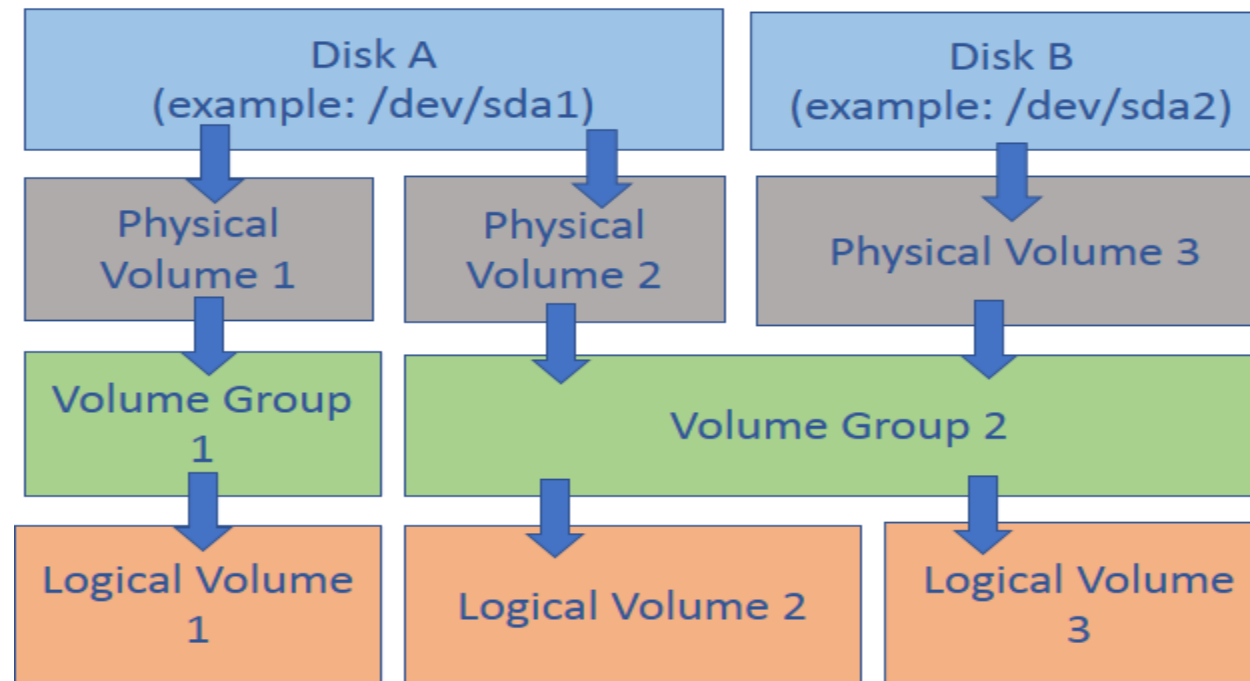 Disk A
(example: /dev/sda1)
Disk B
(example: /dev/sda2)
Physical
Volume 1
Physical
Volume 2
Physical Volume 3
Volume Group
1
Volume Group 2
Logical Volume
1
Logical Volume 2
Logical Volume
3